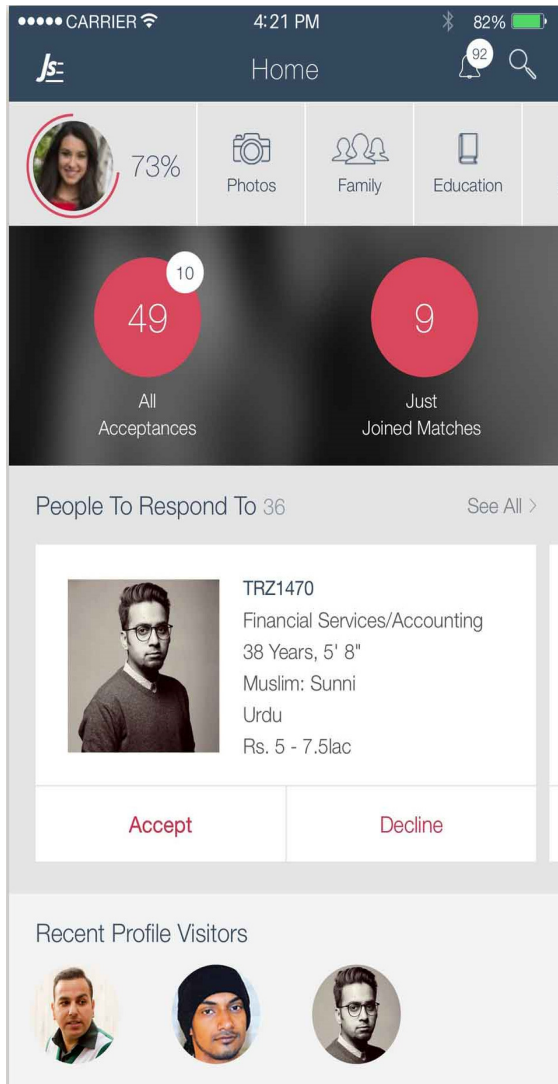 CARRIER 4:21 PM 82%
JS Home 92
73% Photos Family Education
10
49 9
All Just
Acceptances Joined Matches
People To Respond To 36 See All >
TRZ1470
Financial Services/Accounting
38 Years, 5' 8"
Muslim: Sunni
Urdu
Rs. 5 - 7.5lac
Accept Decline
Recent Profile Visitors